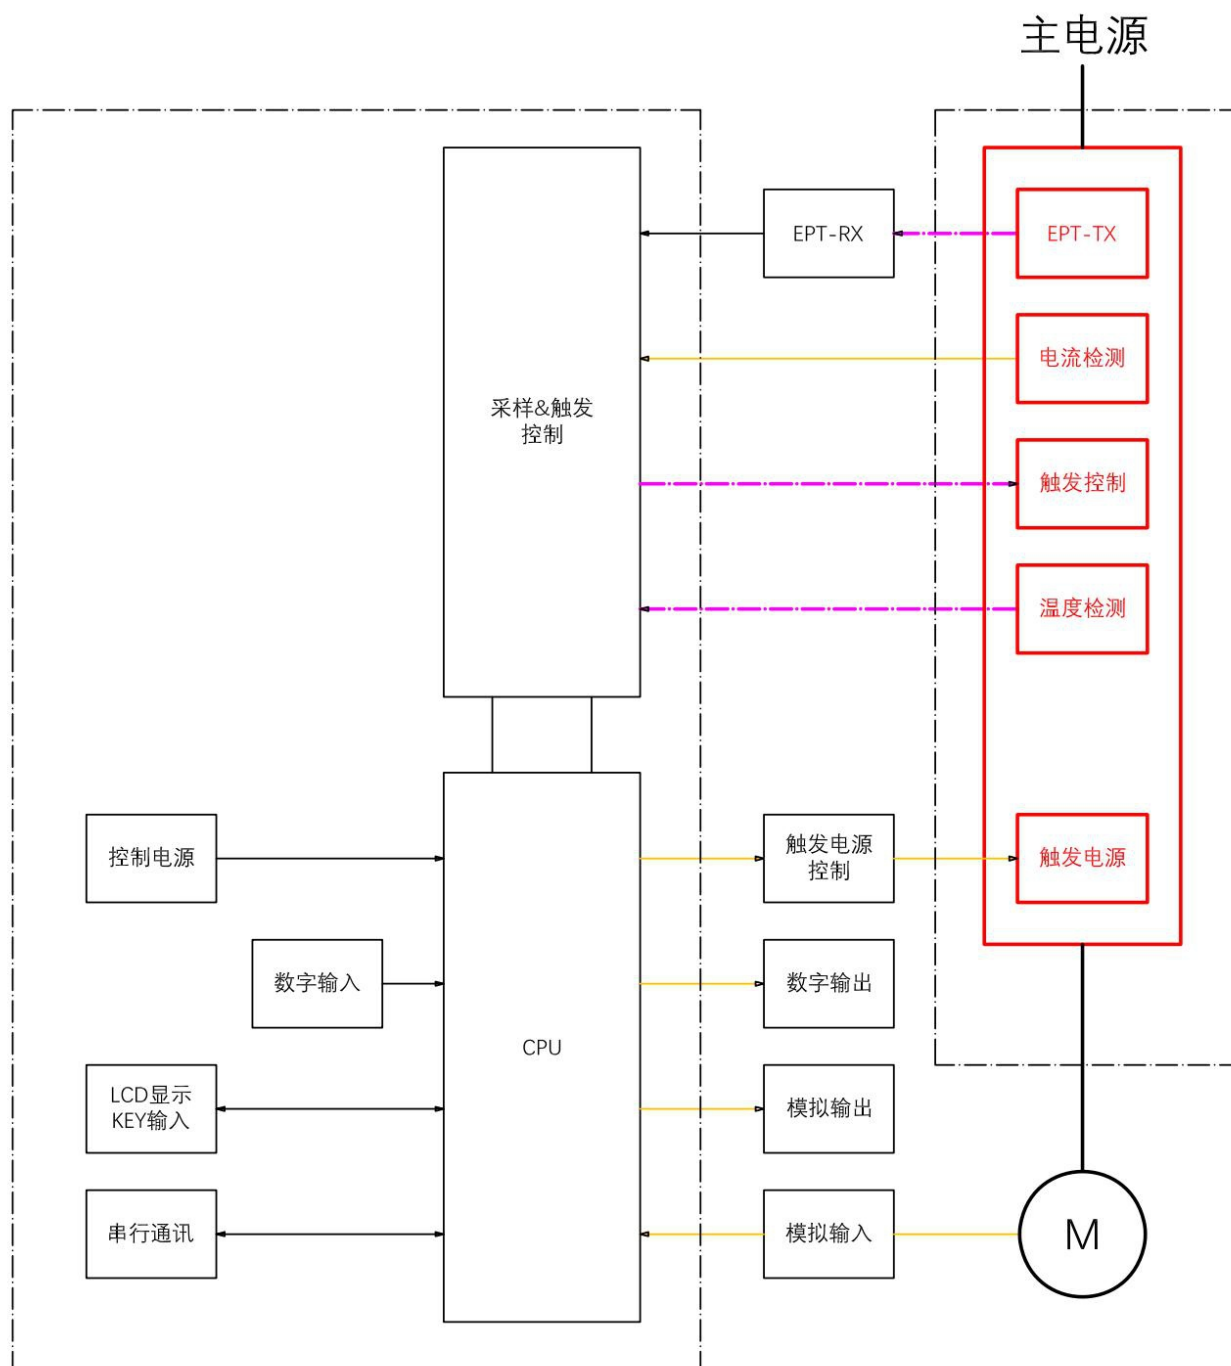 主电源
EPT-RX
EPT-TX
电流检测
采样&触发
控制
触发控制
温度检测
控制电源
触发电源
控制
触发电源
数字输入
数字输出
CPU
LCD显示
KEY输入
模拟输出
串行通讯
模拟输入
M